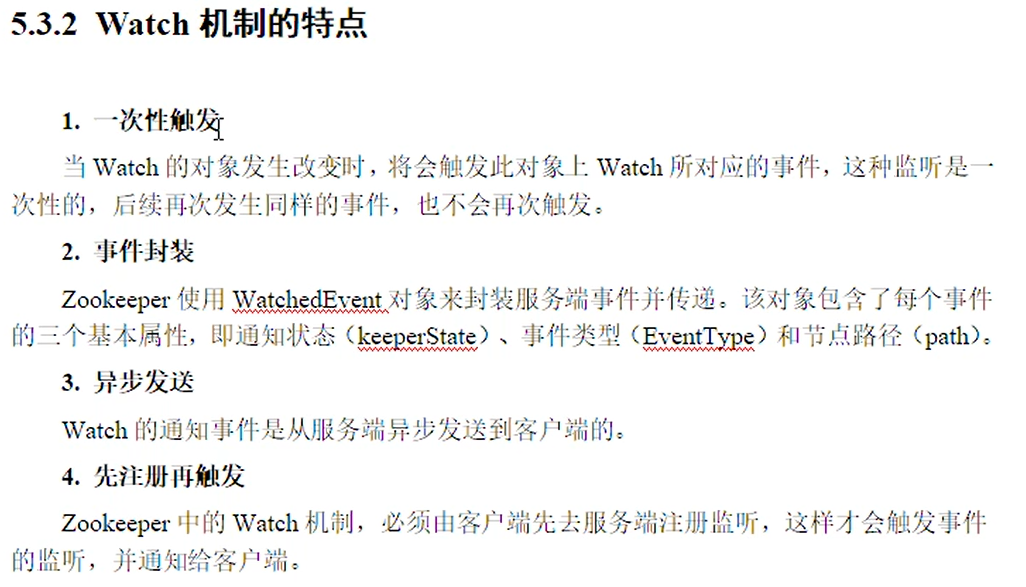 5.3.2 Watch 机制的特点
1. 一次性触发
当 Watch 的对象发生改变时，将会触发此对象上 Watch 所对应的事件，这种监听是一
次性的，后续再次发生同样的事件，也不会再次触发。
2. 事件封装
Zookeeper 使用 WatchedEvent 对象来封装服务端事件并传递。该对象包含了每个事件
的三个基本属性，即通知状态（keeperState）、事件类型（EventType）和节点路径（path）。
3. 异步发送
Watch 的通知事件是从服务端异步发送到客户端的。
4. 先注册再触发
Zookeeper 中的 Watch 机制，必须由客户端先去服务端注册监听，这样才会触发事件
的监听，并通知给客户端。